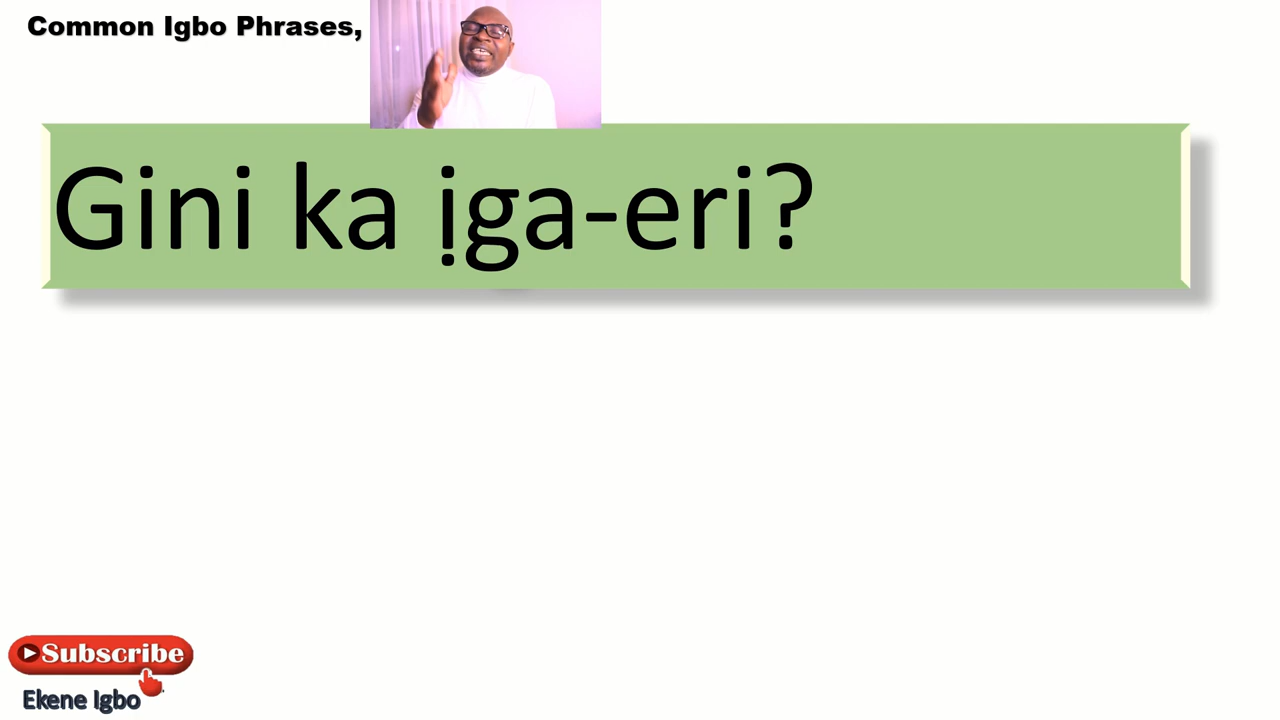 Common Igbo Phrases,
Gini ka ịga-eri?
Subscribe
Ekene Igbo